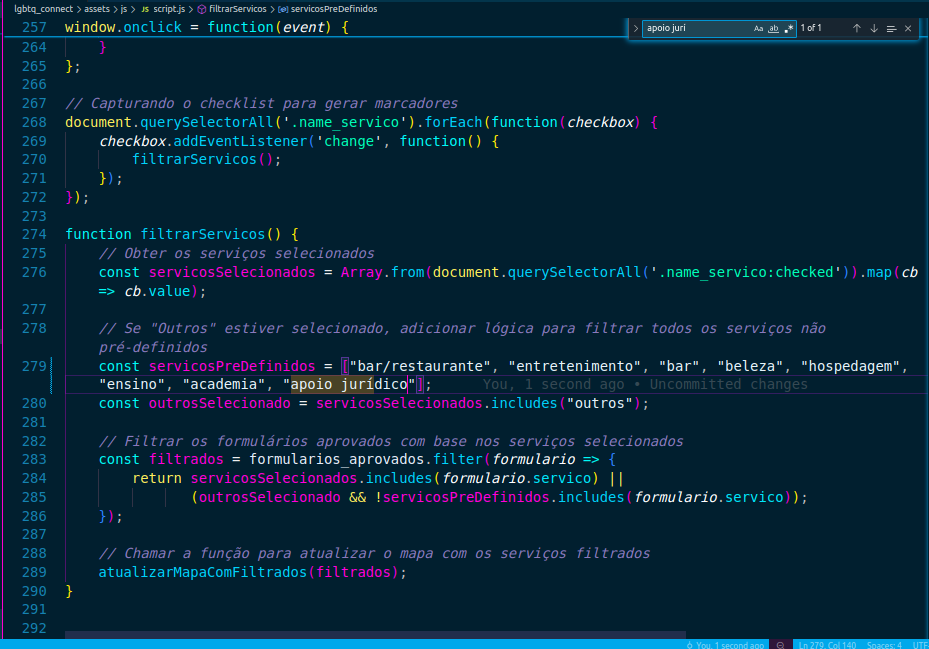 lgbtq_connect > assets > js > JS script.js > filtrarServicos > servicosPreDefinidos
257 window.onclick = function(event) {
apoio juri Aa ab .* 1 of 1
264 }
265 };
266
267 // Capturando o checklist para gerar marcadores
268 document.querySelectorAll('.name_servico').forEach(function(checkbox) {
269 checkbox.addEventListener('change', function() {
270 filtrarServicos();
271 });
272 });
273
274 function filtrarServicos() {
275 // Obter os serviços selecionados
276 const servicosSelecionados = Array.from(document.querySelectorAll('.name_servico:checked')).map(cb
=> cb.value);
277
278 // Se "Outros" estiver selecionado, adicionar lógica para filtrar todos os serviços não
pré-definidos
279 const servicosPreDefinidos = ["bar/restaurante", "entretenimento", "bar", "beleza", "hospedagem",
"ensino", "academia", "apoio jurídico"]; You, 1 second ago • Uncommitted changes
280 const outrosSelecionado = servicosSelecionados.includes("outros");
281
282 // Filtrar os formulários aprovados com base nos serviços selecionados
283 const filtrados = formularios_aprovados.filter(formulario => {
284 return servicosSelecionados.includes(formulario.servico) ||
285 (outrosSelecionado && !servicosPreDefinidos.includes(formulario.servico));
286 });
287
288 // Chamar a função para atualizar o mapa com os serviços filtrados
289 atualizarMapaComFiltrados(filtrados);
290 }
291
292
You, 1 second ago Ln 279, Col 140 Spaces: 4 UTF